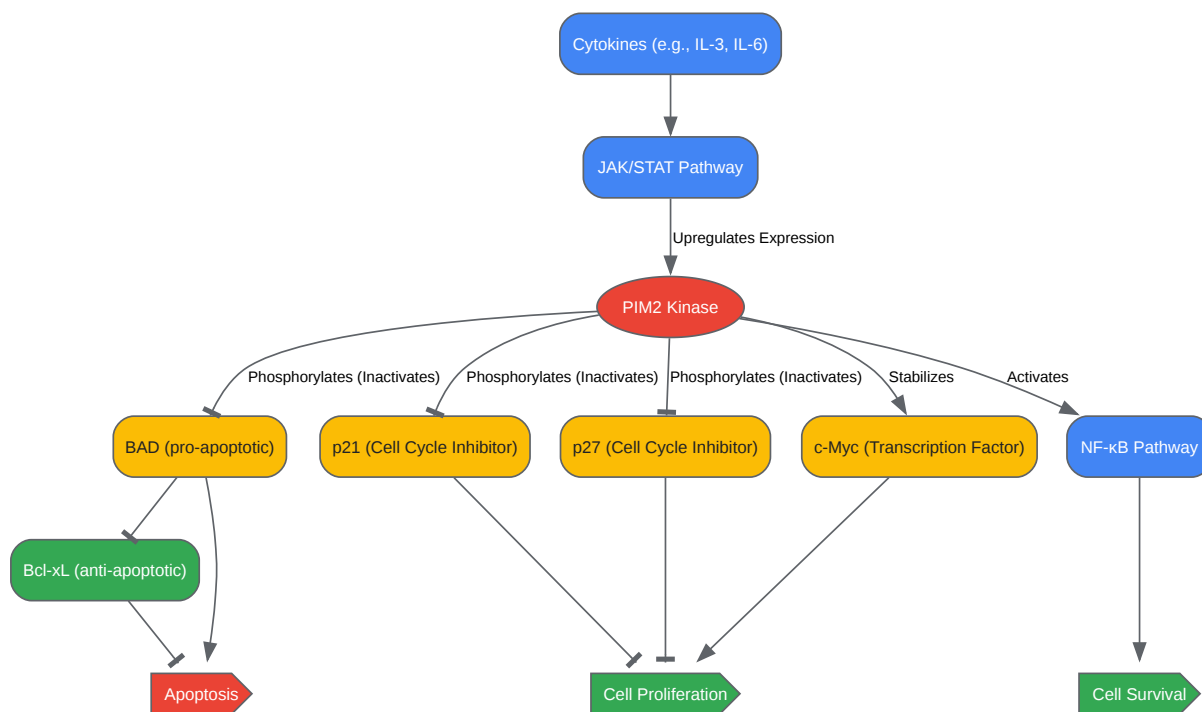 Cytokines (e.g., IL-3, IL-6)
JAK/STAT Pathway
Upregulates Expression
PIM2 Kinase
Phosphorylates (Inactivates)
Phosphorylates (Inactivates)
Phosphorylates (Inactivates)
Stabilizes
Activates
BAD (pro-apoptotic)
p21 (Cell Cycle Inhibitor)
p27 (Cell Cycle Inhibitor)
c-Myc (Transcription Factor)
NF-κB Pathway
Bcl-xL (anti-apoptotic)
Apoptosis
Cell Proliferation
Cell Survival